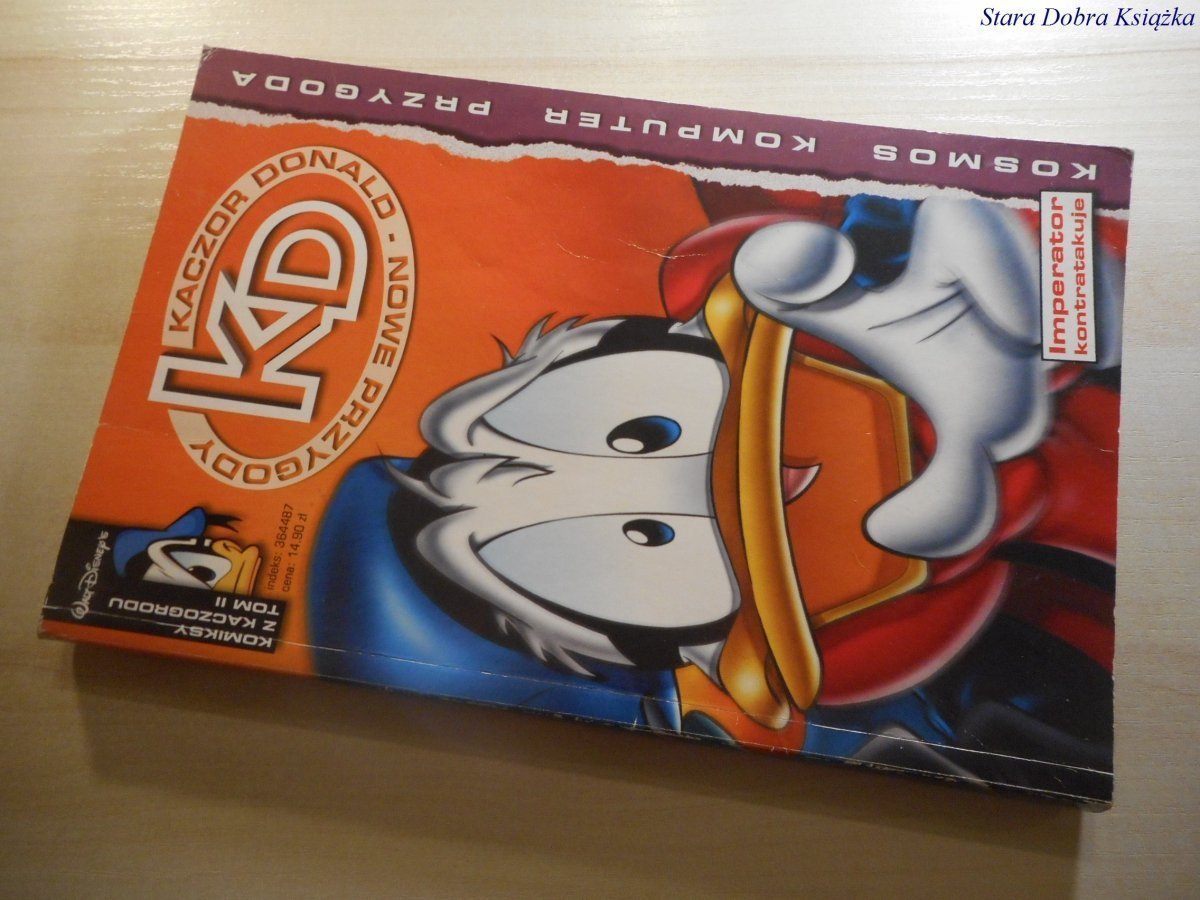 Stara Dobra Książka
KOSMOS KOMPUTER PRZYGODA
KACZOR DONALD - NOWE PRZYGODY
KD
Imperator
kontratakuje
indeks: 364487
cena: 14.90 zł
Walt Disney's
KOMIKSY
Z KACZOGRODU
TOM II